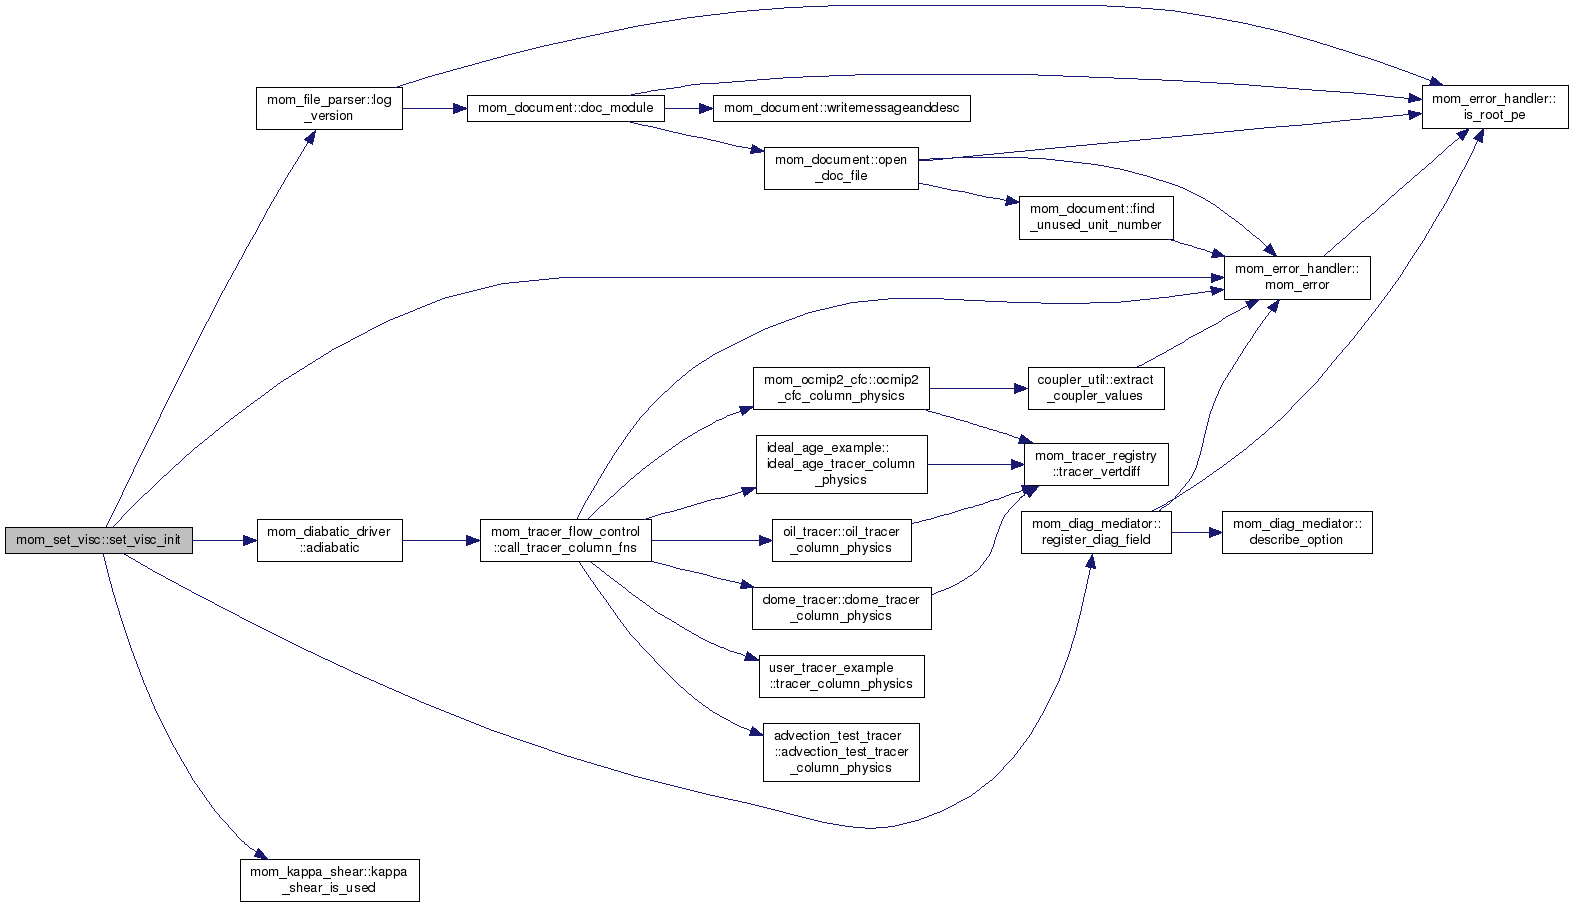 mom_file_parser::log
_version
mom_document::doc_module
mom_document::writemessageanddesc
mom_error_handler::
is_root_pe
mom_document::open
_doc_file
mom_document::find
_unused_unit_number
mom_error_handler::
mom_error
mom_ocmip2_cfc::ocmip2
_cfc_column_physics
coupler_util::extract
_coupler_values
ideal_age_example::
ideal_age_tracer_column
_physics
mom_tracer_registry
::tracer_vertdiff
mom_set_visc::set_visc_init
mom_diabatic_driver
::adiabatic
mom_tracer_flow_control
::call_tracer_column_fns
oil_tracer::oil_tracer
_column_physics
mom_diag_mediator::
register_diag_field
mom_diag_mediator::
describe_option
dome_tracer::dome_tracer
_column_physics
user_tracer_example
::tracer_column_physics
advection_test_tracer
::advection_test_tracer
_column_physics
mom_kappa_shear::kappa
_shear_is_used